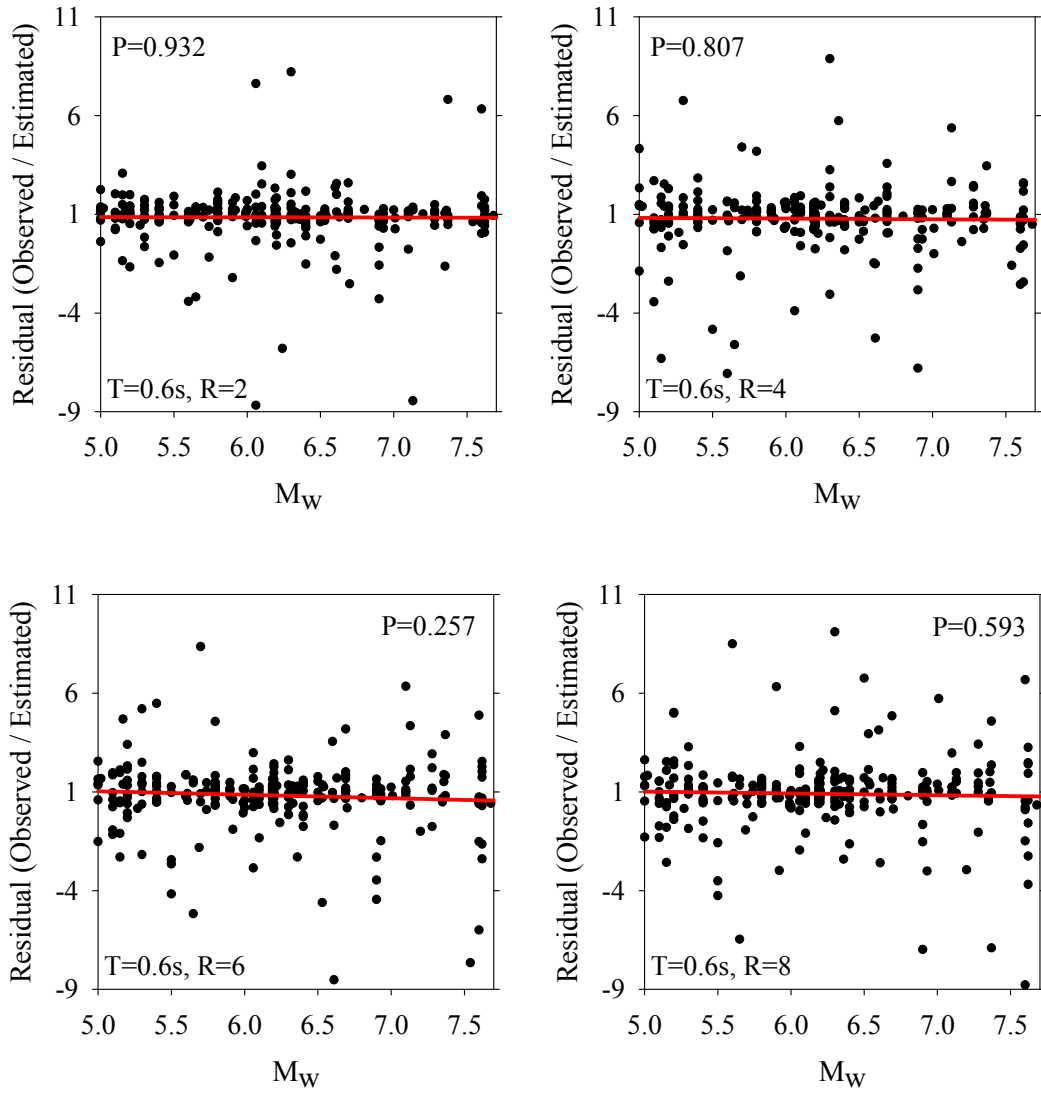 11
P=0.932
6
1
-4
-9
T=0.6s, R=2
5.0 5.5 6.0 6.5 7.0 7.5
Mw
Residual (Observed / Estimated)
11
P=0.807
6
1
-4
-9
T=0.6s, R=4
5.0 5.5 6.0 6.5 7.0 7.5
Mw
Residual (Observed / Estimated)
11
P=0.257
6
1
-4
-9
T=0.6s, R=6
5.0 5.5 6.0 6.5 7.0 7.5
Mw
Residual (Observed / Estimated)
11
P=0.593
6
1
-4
-9
T=0.6s, R=8
5.0 5.5 6.0 6.5 7.0 7.5
Mw
Residual (Observed / Estimated)